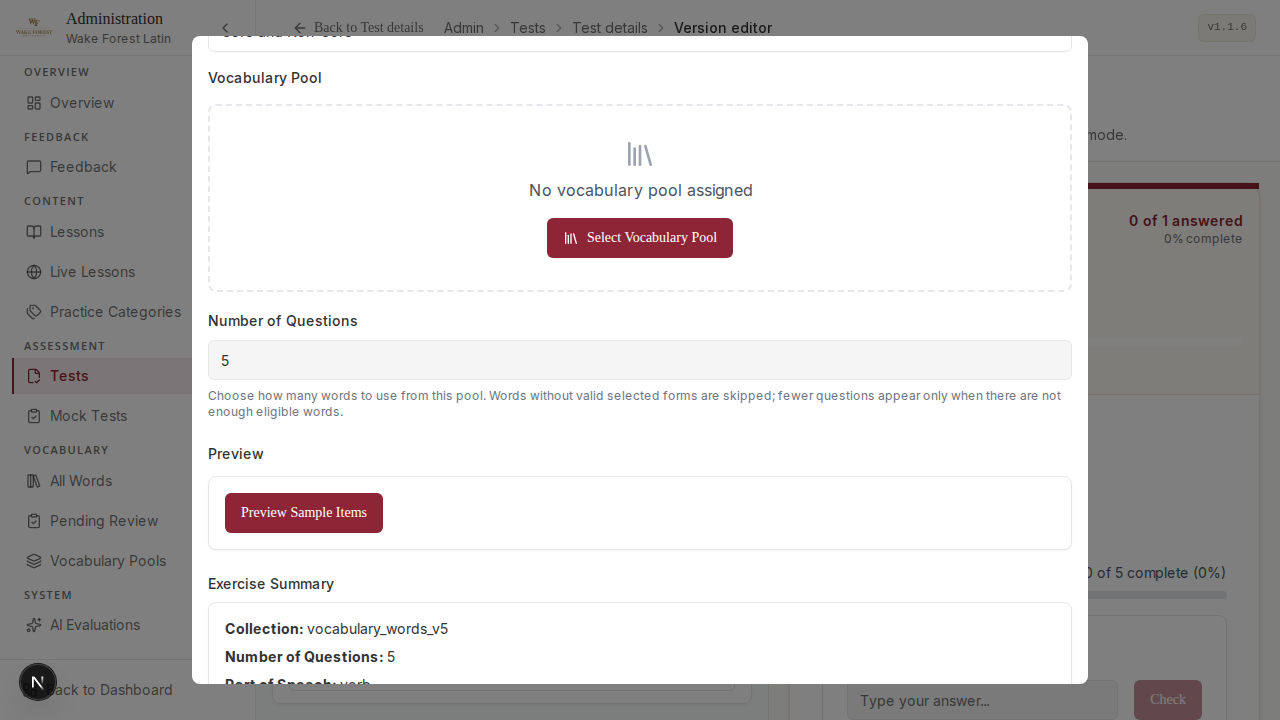 Administration
Wake Forest Latin
Back to Test details
Admin
Tests
Test details
Version editor
v1.1.6
OVERVIEW
Overview
FEEDBACK
Feedback
CONTENT
Lessons
Live Lessons
Practice Categories
ASSESSMENT
Tests
Mock Tests
VOCABULARY
All Words
Pending Review
Vocabulary Pools
SYSTEM
AI Evaluations
Back to Dashboard
Vocabulary Pool
No vocabulary pool assigned
Select Vocabulary Pool
Number of Questions
5
Choose how many words to use from this pool. Words without valid selected forms are skipped; fewer questions appear only when there are not
enough eligible words.
Preview
Preview Sample Items
Exercise Summary
Collection: vocabulary_words_v5
Number of Questions: 5
Part of Speech: verb
mode.
0 of 1 answered
0% complete
0 of 5 complete (0%)
Type your answer...
Check